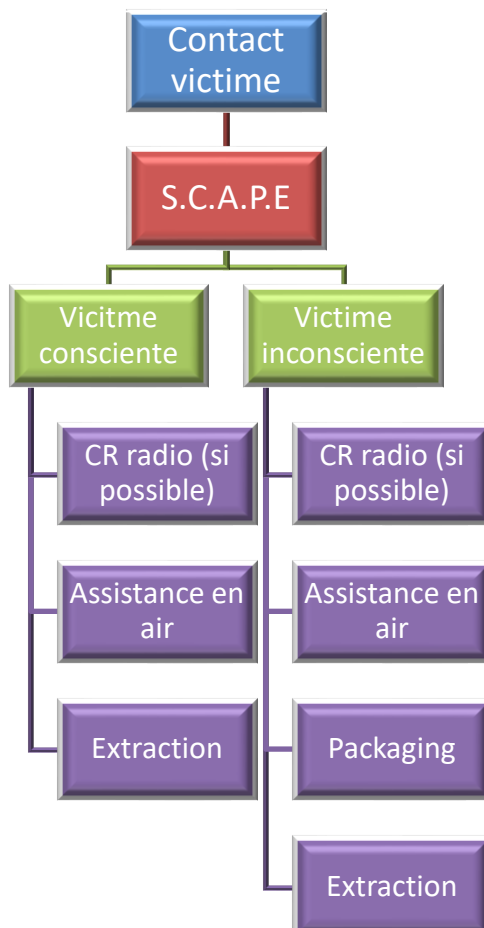 Contact
victime
S.C.A.P.E
Vicitme
consciente
Victime
inconsciente
CR radio (si
possible)
Assistance en
air
Extraction
CR radio (si
possible)
Assistance en
air
Packaging
Extraction